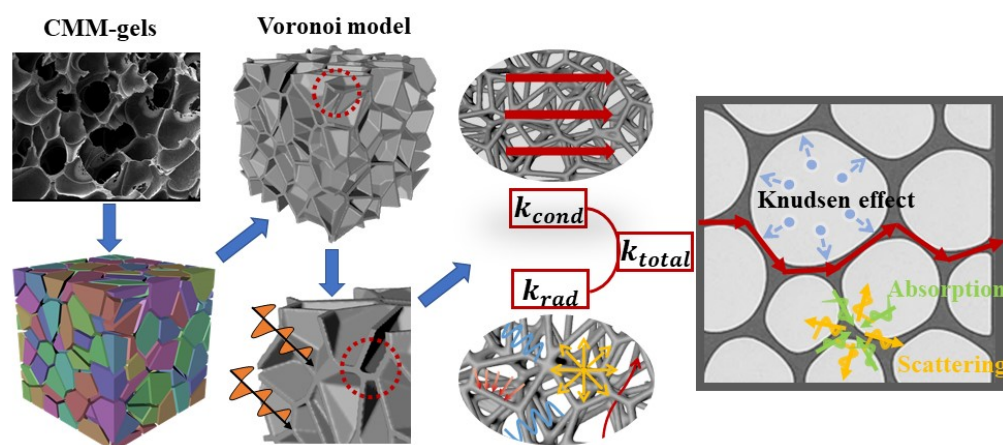 CMM-gels
Voronoi model
k_cond
k_total
k_rad
Knudsen effect
Absorption
Scattering